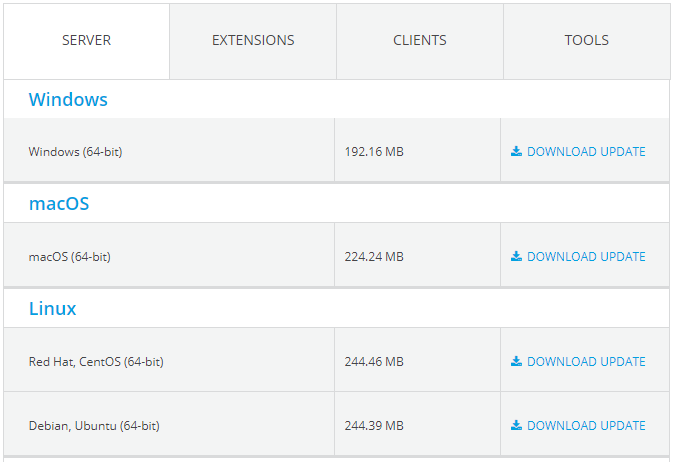 SERVER EXTENSIONS CLIENTS TOOLS
Windows
Windows (64-bit) 192.16 MB DOWNLOAD UPDATE
macOS
macOS (64-bit) 224.24 MB DOWNLOAD UPDATE
Linux
Red Hat, CentOS (64-bit) 244.46 MB DOWNLOAD UPDATE
Debian, Ubuntu (64-bit) 244.39 MB DOWNLOAD UPDATE